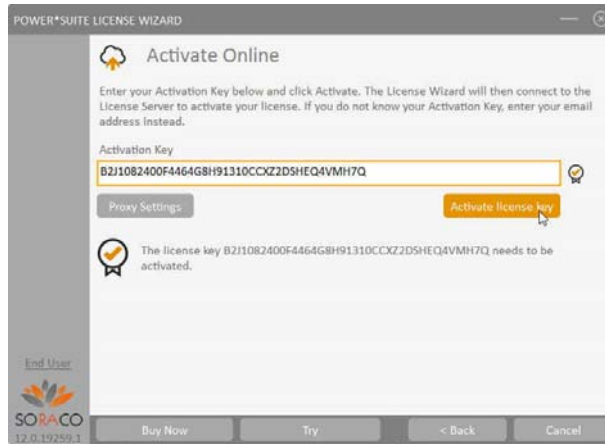 POWER*SUITE LICENSE WIZARD
Activate Online
Enter your Activation Key below and click Activate. The License Wizard will then connect to the
License Server to activate your license. If you do not know your Activation Key, enter your email
address instead.
Activation Key
B2J1082400F4464G8H91310CCXZ2DSHEQ4VMH7Q
Proxy Settings
Activate license key
The license key B2J1082400F4464G8H91310CCXZ2DSHEQ4VMH7Q needs to be
activated.
End User
SORACO
12.0.19259.1
Buy Now
Try
< Back
Cancel